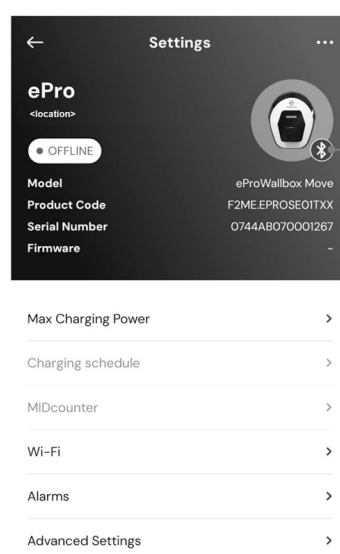 Settings
ePro
<location>
OFFLINE
Model eProWallbox Move
Product Code F2ME.EPROSE01TXX
Serial Number 0744AB070001267
Firmware –
Max Charging Power
Charging schedule
MIDcounter
Wi-Fi
Alarms
Advanced Settings